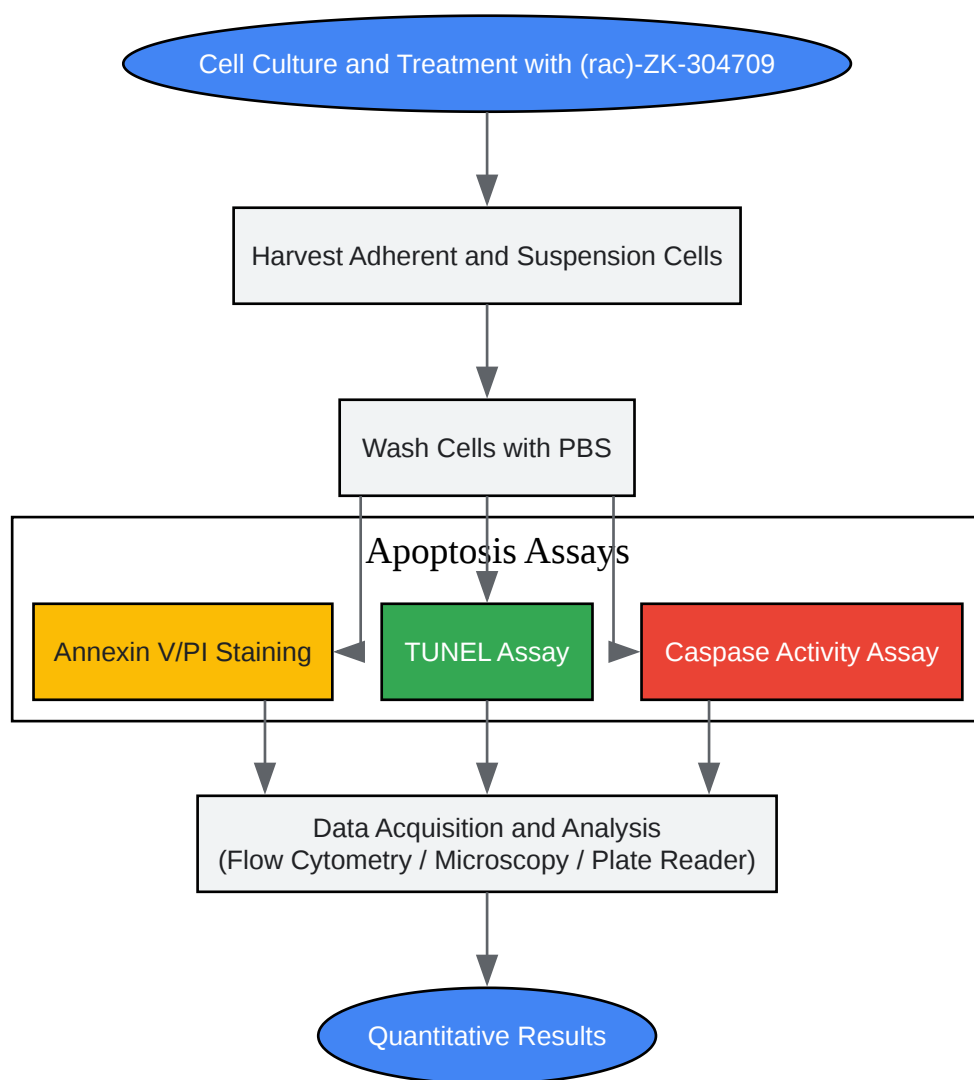 Cell Culture and Treatment with (rac)-ZK-304709
Harvest Adherent and Suspension Cells
Wash Cells with PBS
Apoptosis Assays
Annexin V/PI Staining
TUNEL Assay
Caspase Activity Assay
Data Acquisition and Analysis
(Flow Cytometry / Microscopy / Plate Reader)
Quantitative Results